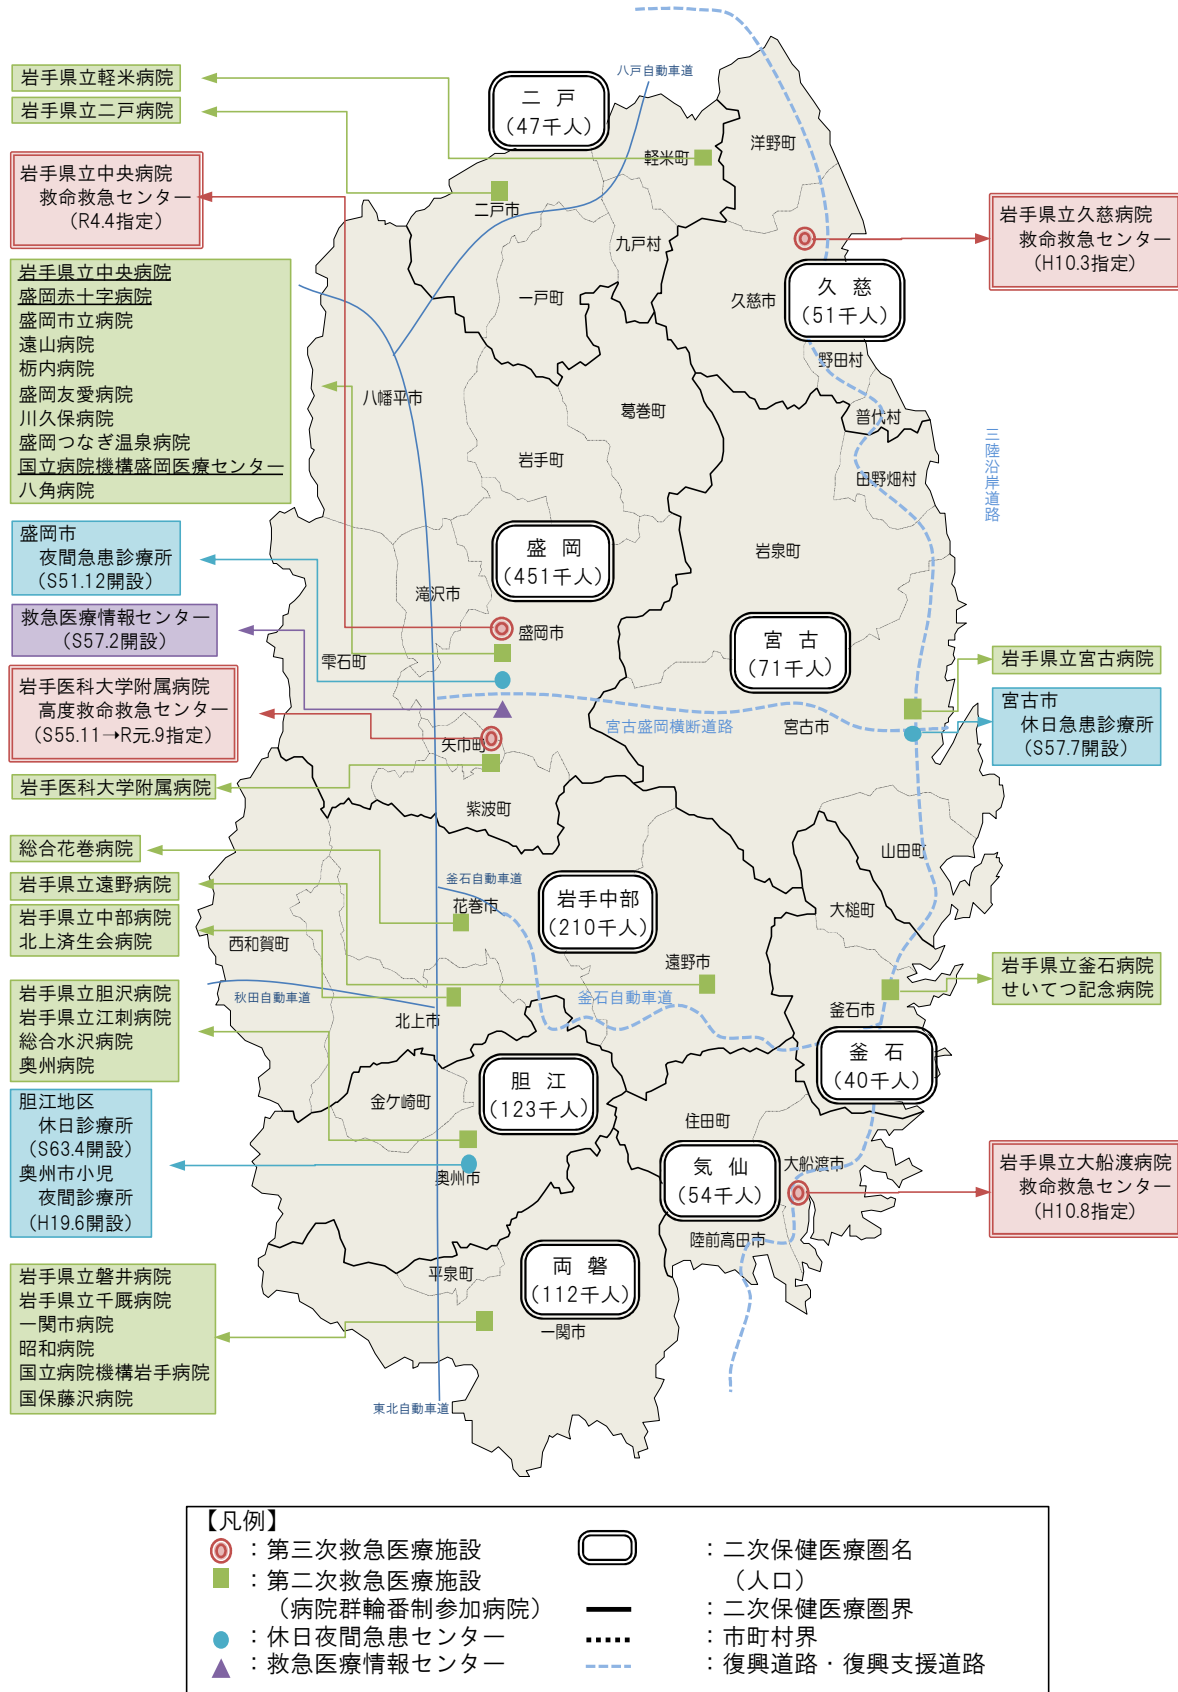 岩手県立軽米病院
岩手県立二戸病院
岩手県立中央病院
救命救急センター
(R4.4指定)
岩手県立中央病院
盛岡赤十字病院
盛岡市立病院
遠山病院
栃内病院
盛岡友愛病院
川久保病院
盛岡つなぎ温泉病院
国立病院機構盛岡医療センター
八角病院
盛岡市
夜間急患診療所
(S51.12開設)
救急医療情報センター
(S57.2開設)
岩手医科大学附属病院
高度救命救急センター
(S55.11→R元.9指定)
岩手医科大学附属病院
総合花巻病院
岩手県立遠野病院
岩手県立中部病院
北上済生会病院
岩手県立胆沢病院
岩手県立江刺病院
総合水沢病院
奥州病院
胆江地区
休日診療所
(S63.4開設)
奥州市小児
夜間診療所
(H19.6開設)
岩手県立磐井病院
岩手県立千厩病院
一関市病院
昭和病院
国立病院機構岩手病院
国保藤沢病院
八戸自動車道
二戸
(47千人)
洋野町
軽米町
二戸市
九戸村
一戸町
久慈市
久慈
(51千人)
野田村
普代村
八幡平市
葛巻町
岩手町
田野畑村
三陸沿岸道路
盛岡
(451千人)
岩泉町
滝沢市
盛岡市
雫石町
宮古
(71千人)
宮古盛岡横断道路
宮古市
矢巾町
紫波町
山田町
大槌町
釜石自動車道
花巻市
岩手中部
(210千人)
西和賀町
遠野市
秋田自動車道
北上市
釜石自動車道
釜石市
釜石
(40千人)
胆江
(123千人)
金ケ崎町
住田町
気仙
(54千人)
大船渡市
奥州市
陸前高田市
両磐
(112千人)
平泉町
一関市
東北自動車道
岩手県立久慈病院
救命救急センター
(H10.3指定)
岩手県立宮古病院
宮古市
休日急患診療所
(S57.7開設)
岩手県立釜石病院
せいてつ記念病院
岩手県立大船渡病院
救命救急センター
(H10.8指定)
【凡例】
：第三次救急医療施設
：第二次救急医療施設
（病院群輪番制参加病院）
：休日夜間急患センター
：救急医療情報センター
：二次保健医療圏名
（人口）
：二次保健医療圏界
：市町村界
：復興道路・復興支援道路